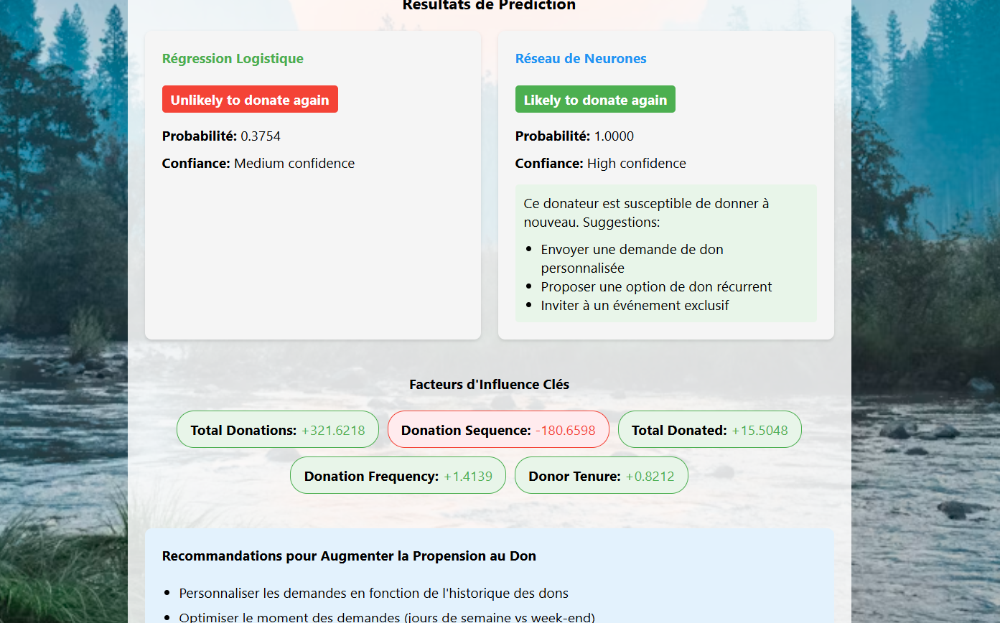 Résultats de Prédiction
Régression Logistique
Unlikely to donate again
Probabilité: 0.3754
Confiance: Medium confidence
Réseau de Neurones
Likely to donate again
Probabilité: 1.0000
Confiance: High confidence
Ce donateur est susceptible de donner à
nouveau. Suggestions:
Envoyer une demande de don
personnalisée
Proposer une option de don récurrent
Inviter à un événement exclusif
Facteurs d'Influence Clés
Total Donations: +321.6218
Donation Sequence: -180.6598
Total Donated: +15.5048
Donation Frequency: +1.4139
Donor Tenure: +0.8212
Recommandations pour Augmenter la Propension au Don
Personnaliser les demandes en fonction de l'historique des dons
Optimiser le moment des demandes (jours de semaine vs week-end)